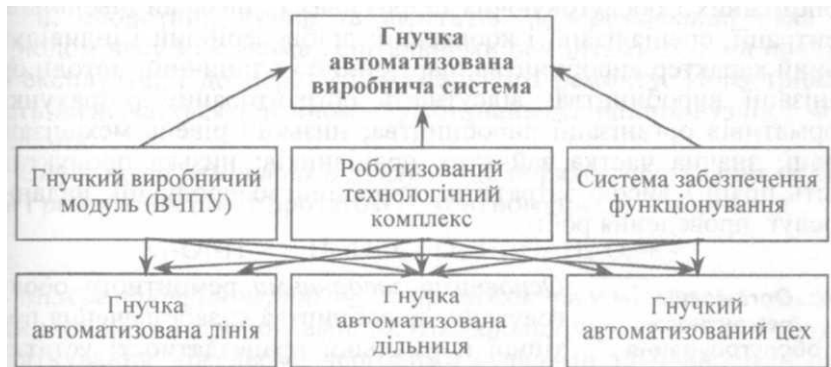 Гнучка
автоматизована
виробнича система
Гнучкий виробничий
модуль (ВЧПУ)
Роботизований
технологічний
комплекс
Система забезпечення
функціонування
Гнучка
автоматизована лінія
Гнучка
автоматизована
дільниця
Гнучкий
автоматизований цех